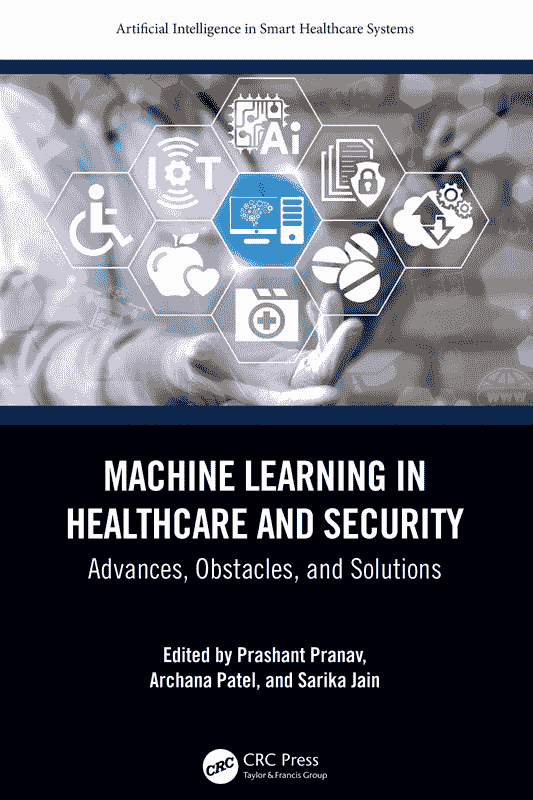 Artificial Intelligence in Smart Healthcare Systems
Ai
IoT
WWW
MACHINE LEARNING IN
HEALTHCARE AND SECURITY
Advances, Obstacles, and Solutions
Edited by Prashant Pranav,
Archana Patel, and Sarika Jain
CRC
CRC Press
Taylor & Francis Group